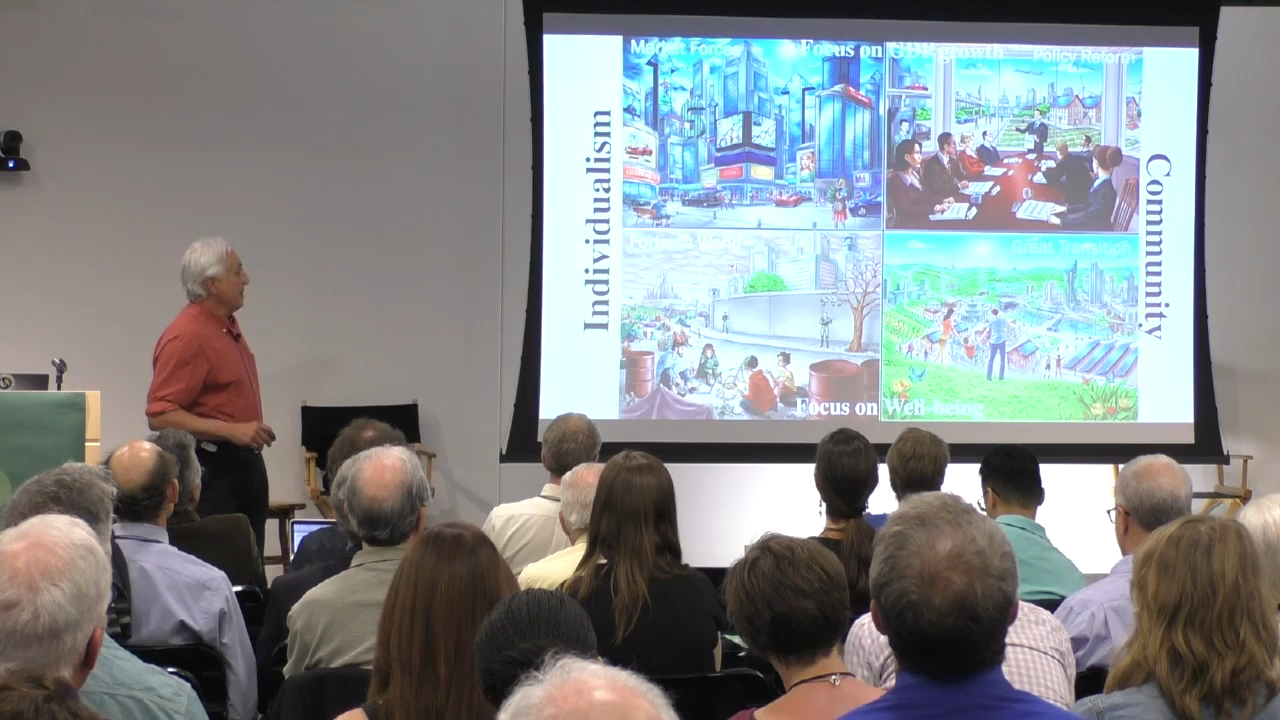 Market Forces
Focus on GDP growth
Policy Reform
Individualism
Community
Great Transition
Focus on Well-being